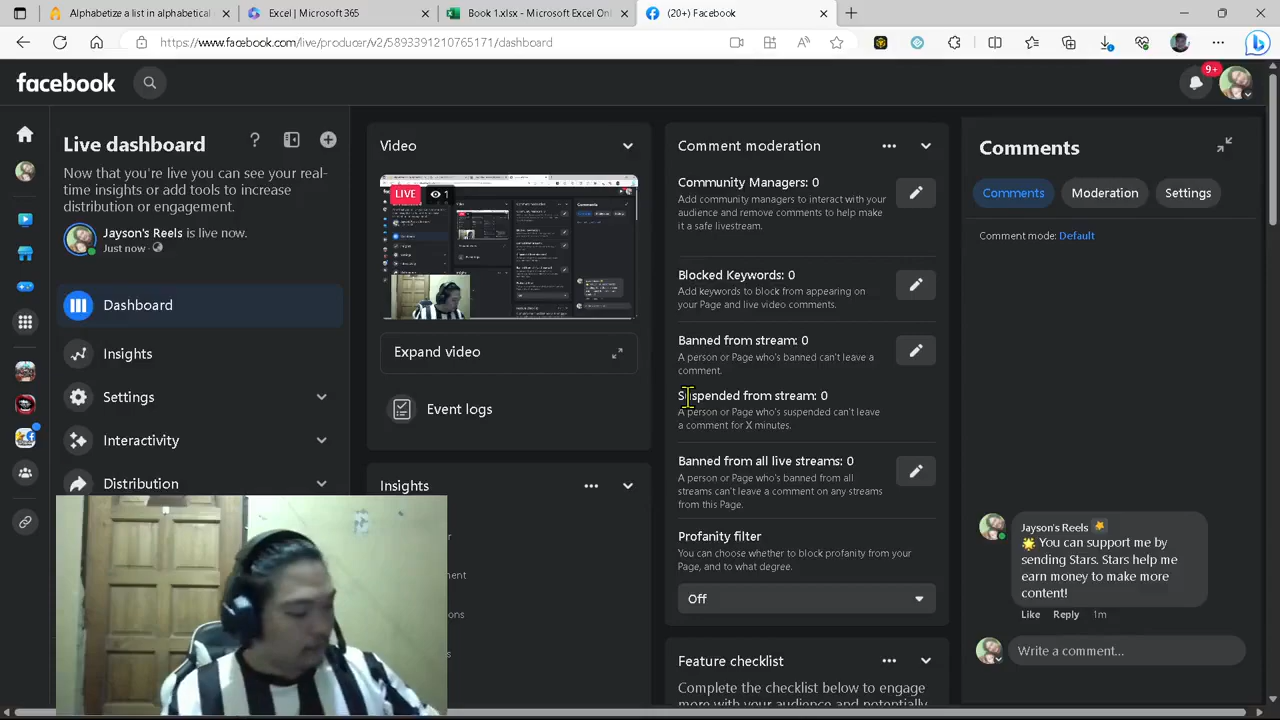 Alphabetize a list in alphabetical
Excel | Microsoft 365
Book 1.xlsx - Microsoft Excel Onl
(20+) Facebook
https://www.facebook.com/live/producer/v2/5893391210765171/dashboard
facebook
9+
Live dashboard
Now that you're live you can see your real-
time insights or add tools to increase
distribution or engagement.
Jayson's Reels is live now.
Just now
Dashboard
Insights
Settings
Interactivity
Distribution
Video
LIVE
1
Expand video
Event logs
Insights
Comment moderation
Community Managers: 0
Add community managers to interact with your
audience and remove comments to help make
it a safe livestream.
Blocked Keywords: 0
Add keywords to block from appearing on
your Page and live video comments.
Banned from stream: 0
A person or Page who's banned can't leave a
comment.
Suspended from stream: 0
A person or Page who's suspended can't leave
a comment for X minutes.
Banned from all live streams: 0
A person or Page who's banned from all
streams can't leave a comment on any streams
from this Page.
Profanity filter
You can choose whether to block profanity from your
Page, and to what degree.
Off
Feature checklist
Complete the checklist below to engage
more with your audience and potentially
Comments
Comments
Moderation
Settings
Comment mode: Default
Jayson's Reels
🌟 You can support me by
sending Stars. Stars help me
earn money to make more
content!
Like
Reply
1m
Write a comment...